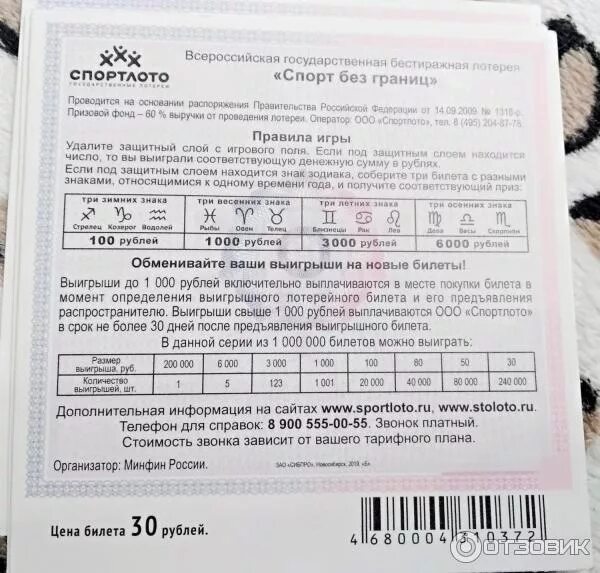 СПОРТЛОТО
ГОСУДАРСТВЕННЫЕ ЛОТЕРЕИ
Всероссийская государственная бестиражная лотерея
«Спорт без границ»
Проводится на основании распоряжения Правительства Российской Федерации от 14.09.2009 № 1318-р.
Призовой фонд – 60 % выручки от проведения лотереи. Оператор: ООО «Спортлото», тел. 8 (495) 204-87-78.
Правила игры
Удалите защитный слой с игрового поля. Если под защитным слоем находится
число, то вы выиграли соответствующую денежную сумму в рублях.
Если под защитным слоем находится знак зодиака, соберите три билета с разными
знаками, относящимися к одному времени года, и получите соответствующий приз:
три зимних знака три весенних знака три летних знака три осенних знака
Стрелец Козерог Водолей Рыбы Овен Телец Близнецы Рак Лев Дева Весы Скорпион
100 рублей 1000 рублей 3000 рублей 6000 рублей
Обменивайте ваши выигрыши на новые билеты!
Выигрыши до 1 000 рублей включительно выплачиваются в месте покупки билета в
момент определения выигрышного лотерейного билета и его предъявления
распространителю. Выигрыши свыше 1 000 рублей выплачиваются ООО «Спортлото»
в срок не более 30 дней после предъявления выигрышного билета.
В данной серии из 1 000 000 билетов можно выиграть:
Размер выигрыша, руб. 200 000 6 000 3 000 1 000 100 80 50 30
Количество выигрышей, шт. 1 5 123 1 001 20 000 40 000 80 000 240 000
Дополнительная информация на сайтах www.sportloto.ru, www.stoloto.ru.
Телефон для справок: 8 900 555-00-55. Звонок платный.
Стоимость звонка зависит от вашего тарифного плана.
Организатор: Минфин России.
ЗАО «СИБПРО», Новосибирск, 2019, «Б»
Цена билета 30 рублей.
4 680004 310372
ОТЗОВИК